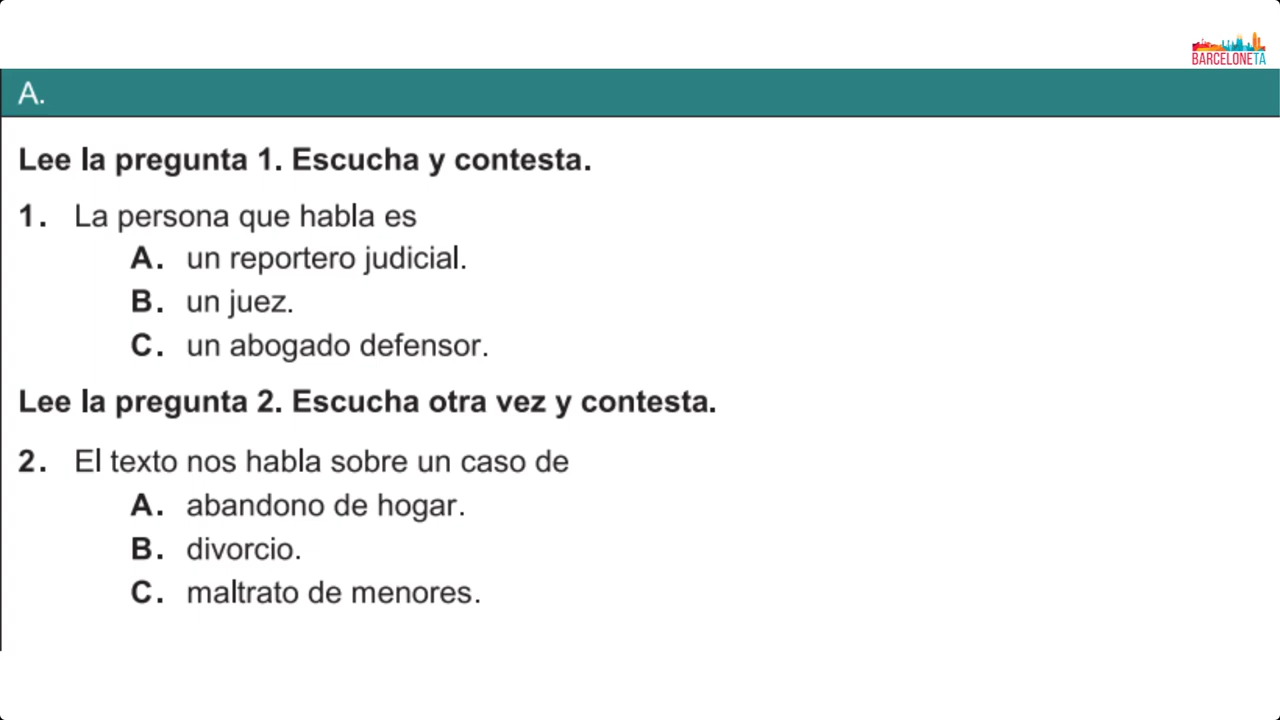 BARCELONETA
A.
Lee la pregunta 1. Escucha y contesta.
1. La persona que habla es
A. un reportero judicial.
B. un juez.
C. un abogado defensor.
Lee la pregunta 2. Escucha otra vez y contesta.
2. El texto nos habla sobre un caso de
A. abandono de hogar.
B. divorcio.
C. maltrato de menores.